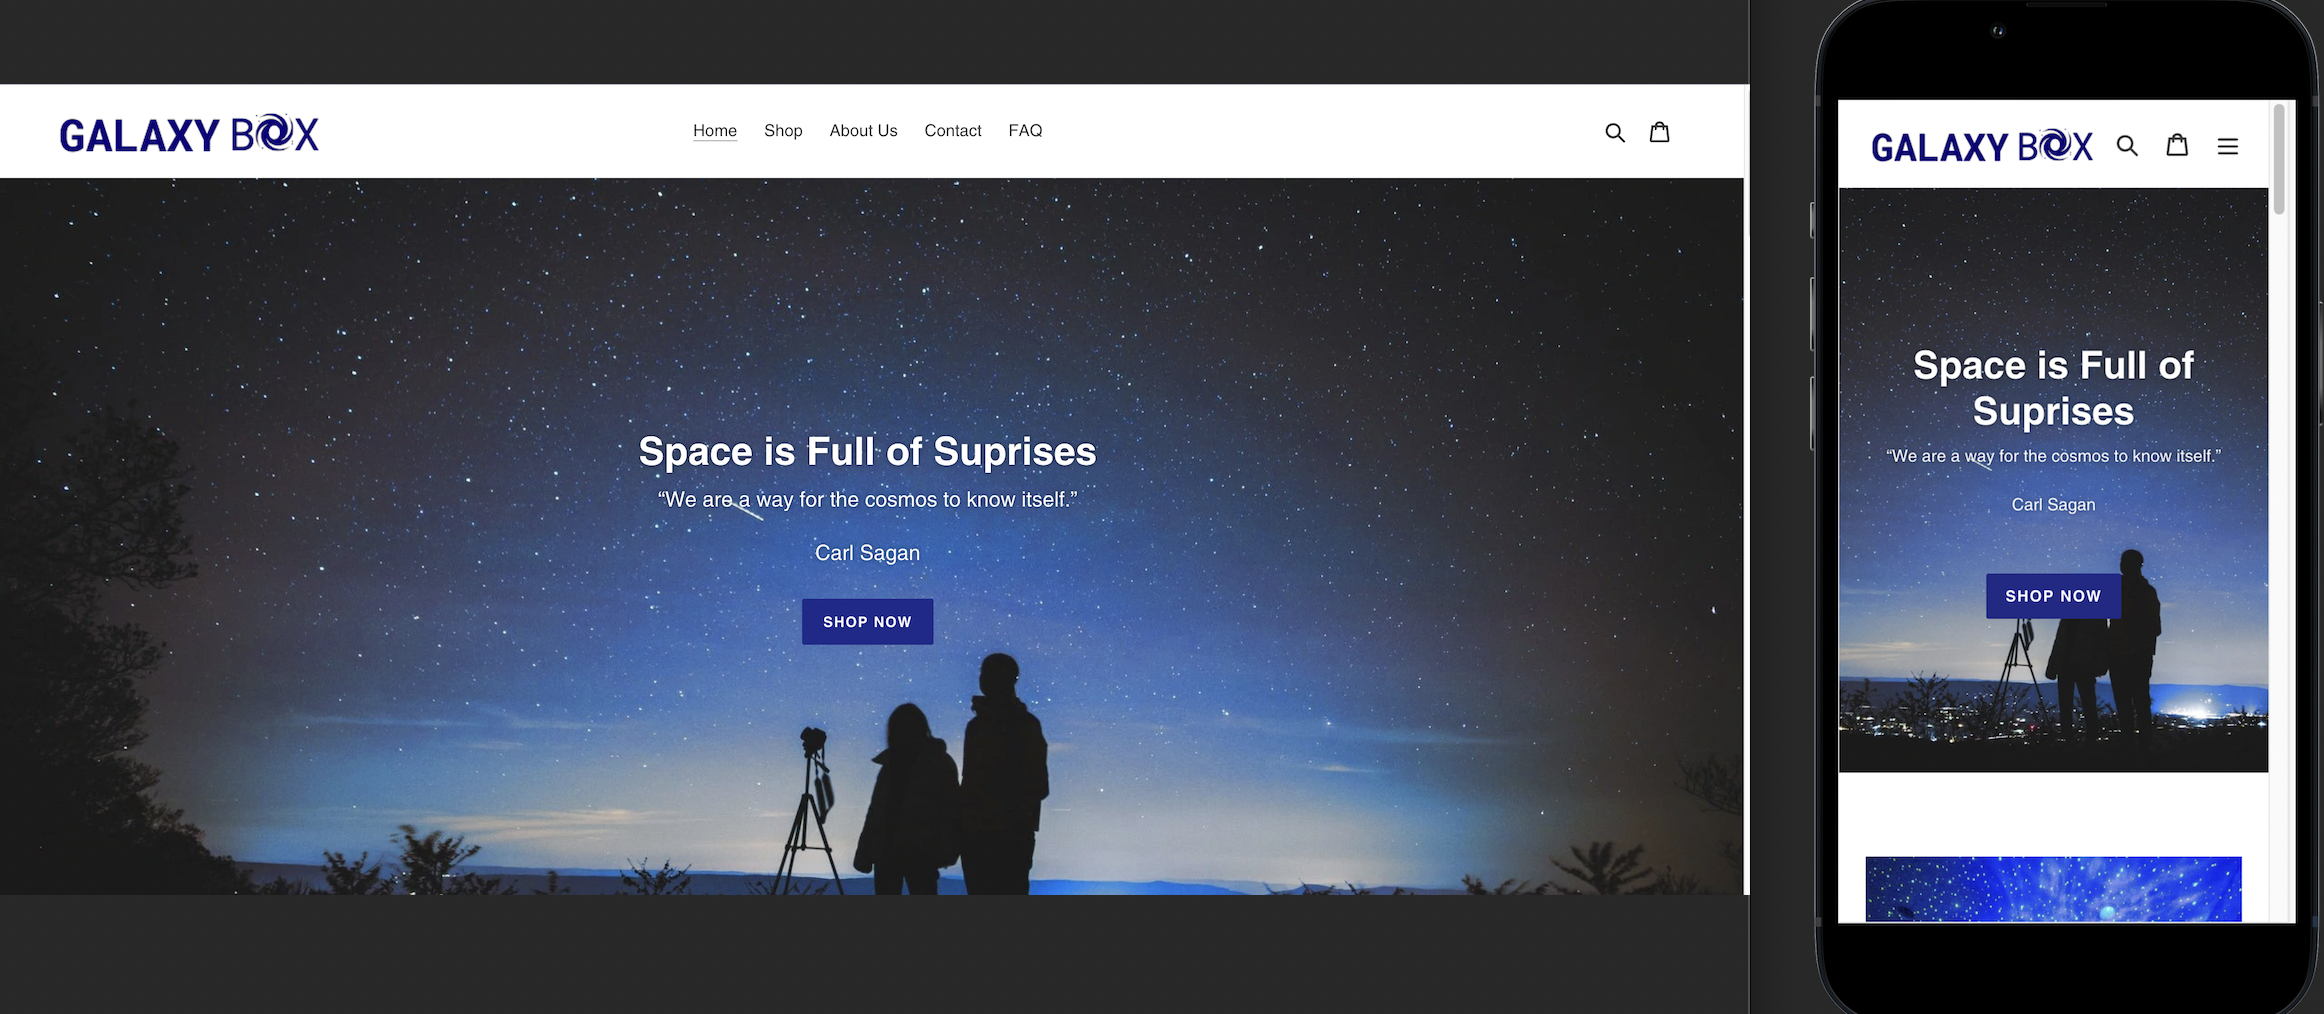 GALAXY BOX
Home Shop About Us Contact FAQ
Space is Full of Suprises
“We are a way for the cosmos to know itself.”
Carl Sagan
SHOP NOW
GALAXY BOX
Space is Full of
Suprises
“We are a way for the cosmos to know itself.”
Carl Sagan
SHOP NOW